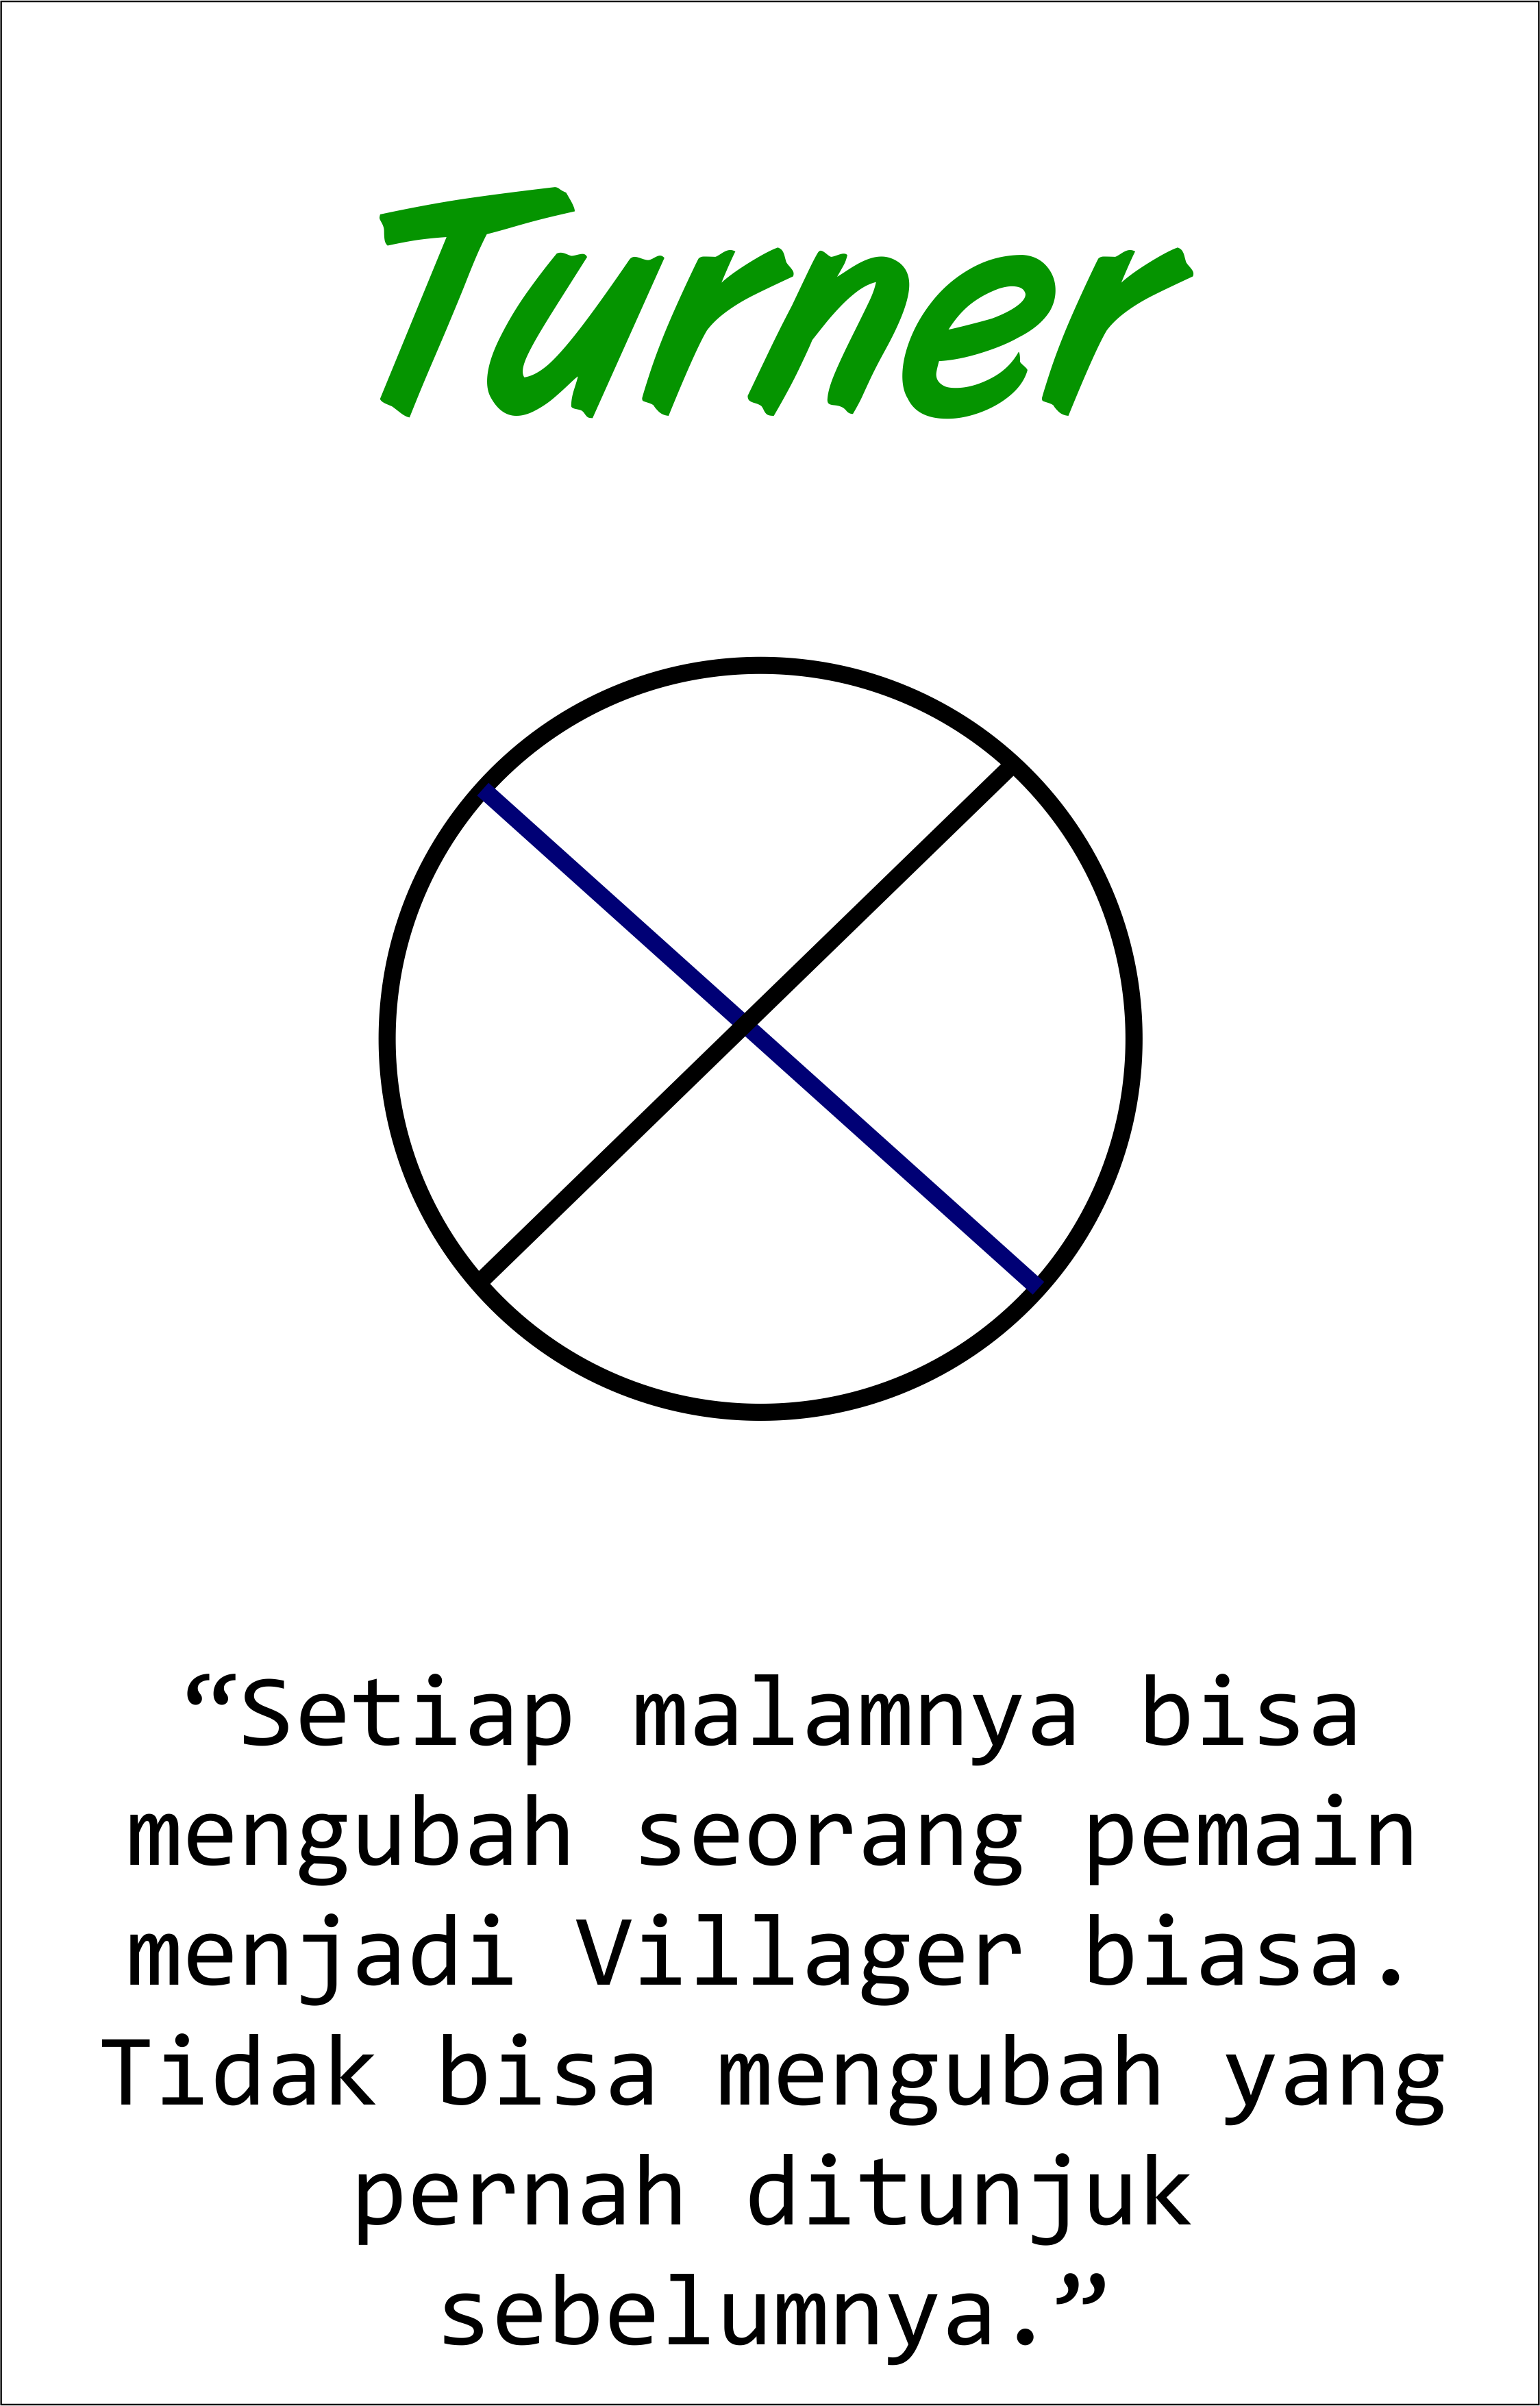 Turner
“Setiap malamnya bisa
mengubah seorang pemain
menjadi Villager biasa.
Tidak bisa mengubah yang
pernah ditunjuk
sebelumnya.”